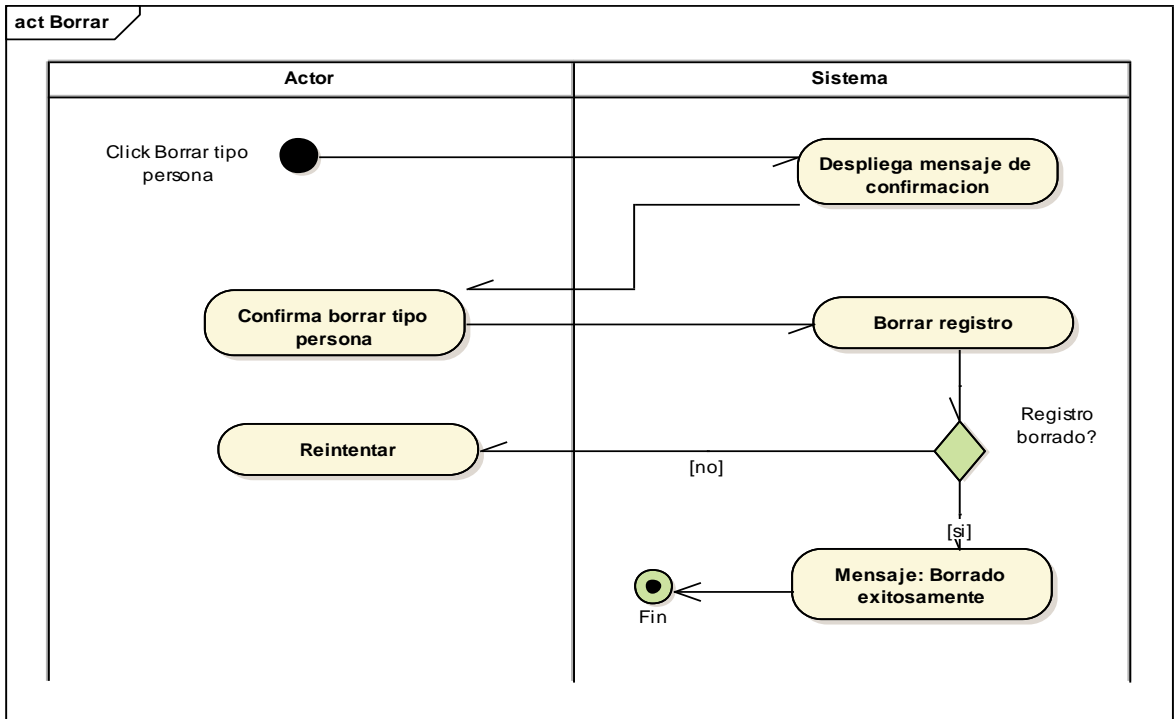 act Borrar
Actor
Sistema
Click Borrar tipo
persona
Despliega mensaje de
confirmacion
Confirma borrar tipo
persona
Borrar registro
Registro
borrado?
Reintentar
[no]
[si]
Mensaje: Borrado
exitosamente
Fin